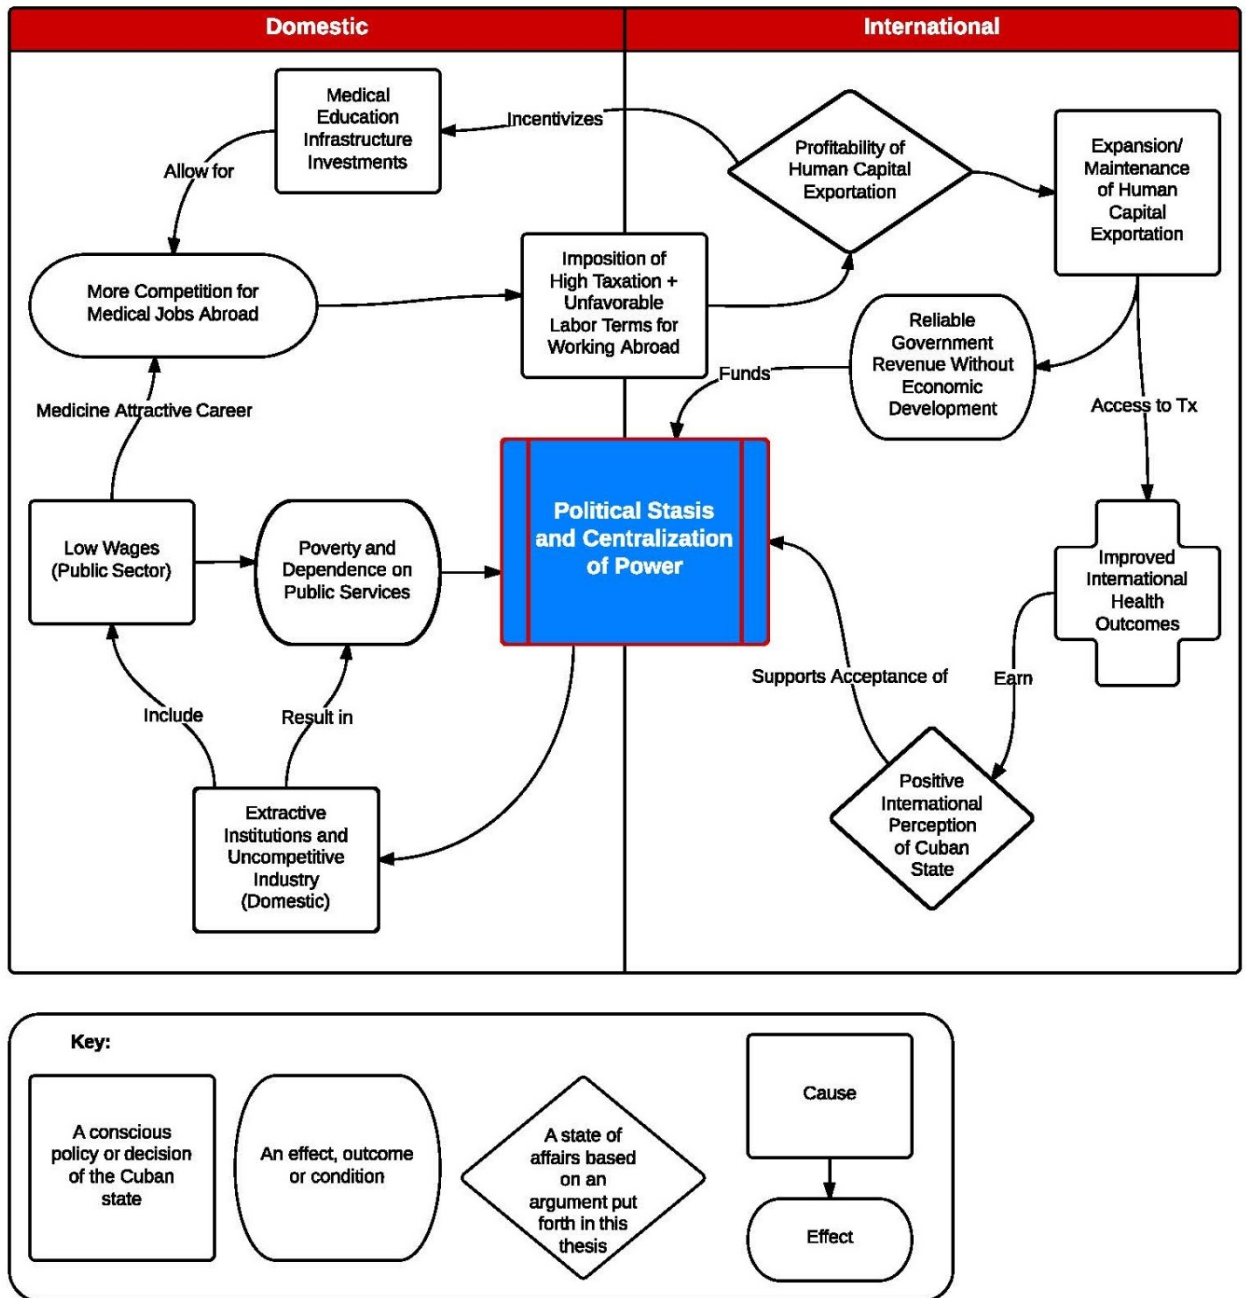 Domestic
International
Medical
Education
Infrastructure
Investments
Incentivizes
Profitability of
Human Capital
Exportation
Expansion/
Maintenance
of Human
Capital
Exportation
Allow for
More Competition for
Medical Jobs Abroad
Imposition of
High Taxation +
Unfavorable
Labor Terms for
Working Abroad
Reliable
Government
Revenue Without
Economic
Development
Funds
Access to Tx
Medicine Attractive Career
Political Stasis
and Centralization
of Power
Low Wages
(Public Sector)
Poverty and
Dependence on
Public Services
Improved
International
Health
Outcomes
Supports Acceptance of
Earn
Include
Result in
Extractive
Institutions and
Uncompetitive
Industry
(Domestic)
Positive
International
Perception
of Cuban
State
Key:
A conscious
policy or decision
of the Cuban
state
An effect, outcome
or condition
A state of
affairs based
on an
argument put
forth in this
thesis
Cause
Effect